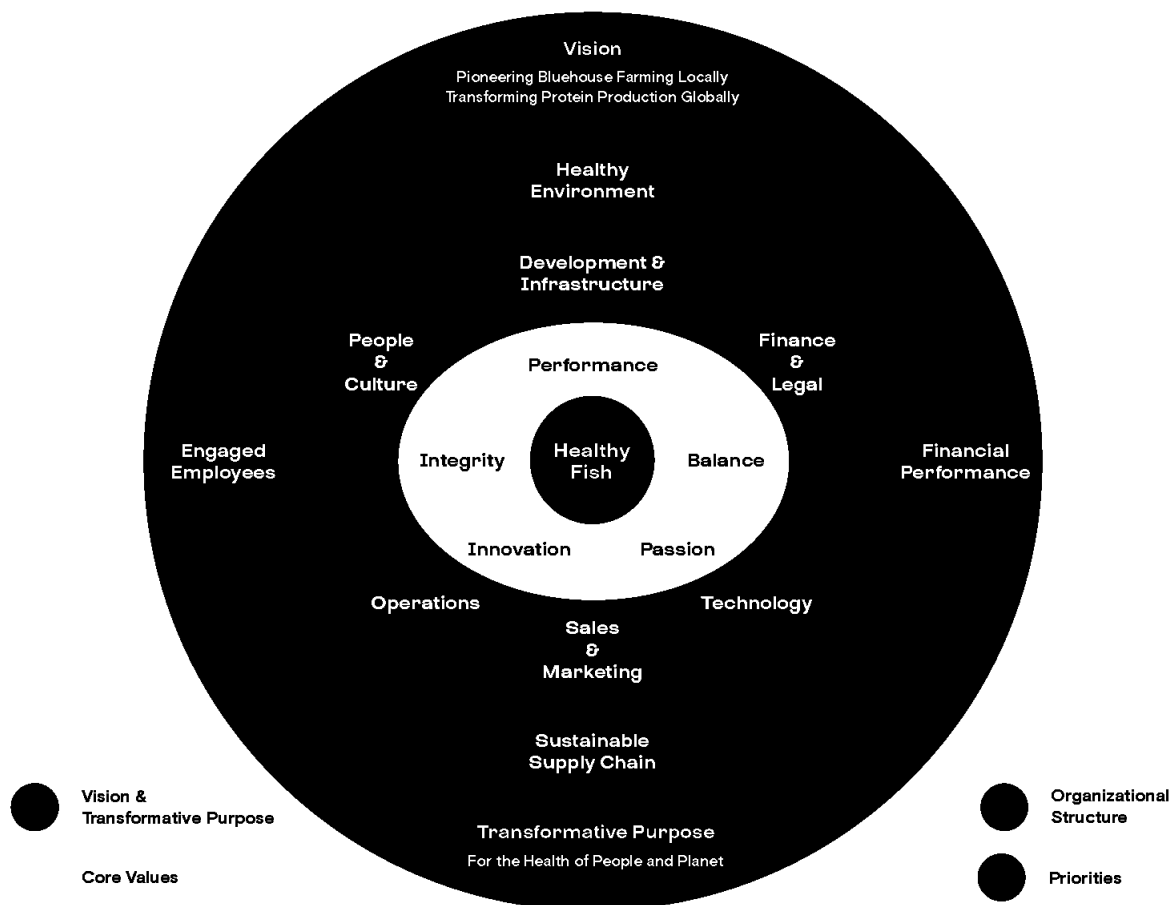 Vision
Pioneering Bluehouse Farming Locally
Transforming Protein Production Globally
Healthy
Environment
Development &
Infrastructure
People
&
Culture
Finance
&
Legal
Performance
Engaged
Employees
Integrity
Healthy
Fish
Balance
Financial
Performance
Innovation
Passion
Operations
Technology
Sales
&
Marketing
Sustainable
Supply Chain
Transformative Purpose
For the Health of People and Planet
Vision &
Transformative Purpose
Core Values
Organizational
Structure
Priorities